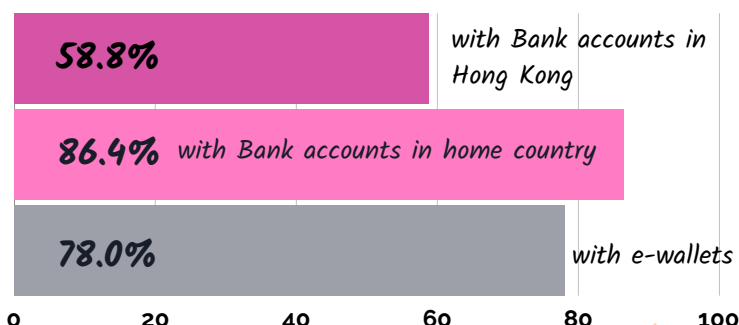 58.8% with Bank accounts in
Hong Kong
86.4% with Bank accounts in home country
78.0% with e-wallets
0 20 40 60 80 100